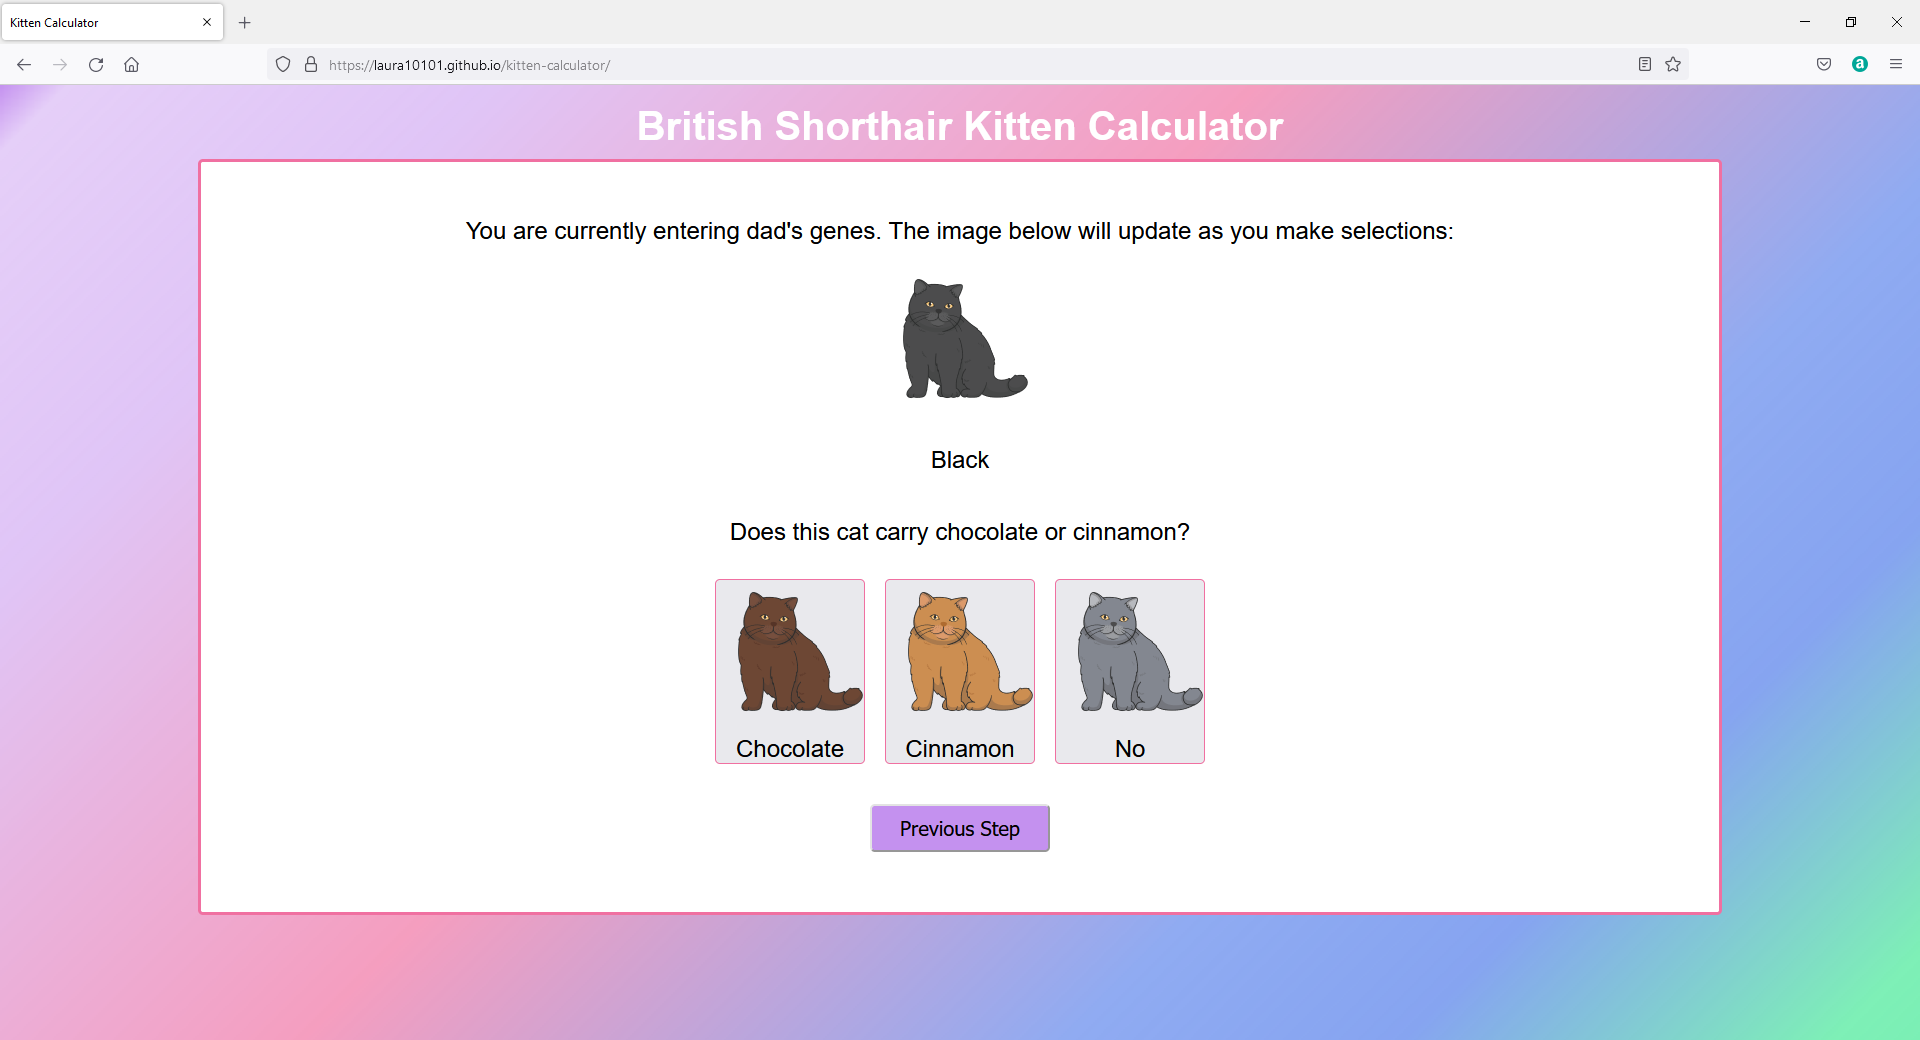 Kitten Calculator
https://laura10101.github.io/kitten-calculator/
a
British Shorthair Kitten Calculator
You are currently entering dad's genes. The image below will update as you make selections:
Black
Does this cat carry chocolate or cinnamon?
Chocolate
Cinnamon
No
Previous Step